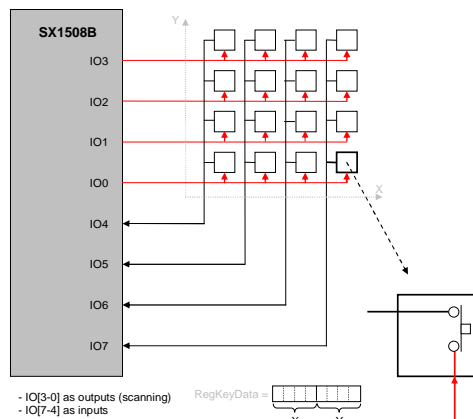 SX1508B
Y
IO3
IO2
IO1
IO0
X
IO4
IO5
IO6
IO7
- IO[3-0] as outputs (scanning)
- IO[7-4] as inputs
RegKeyData =